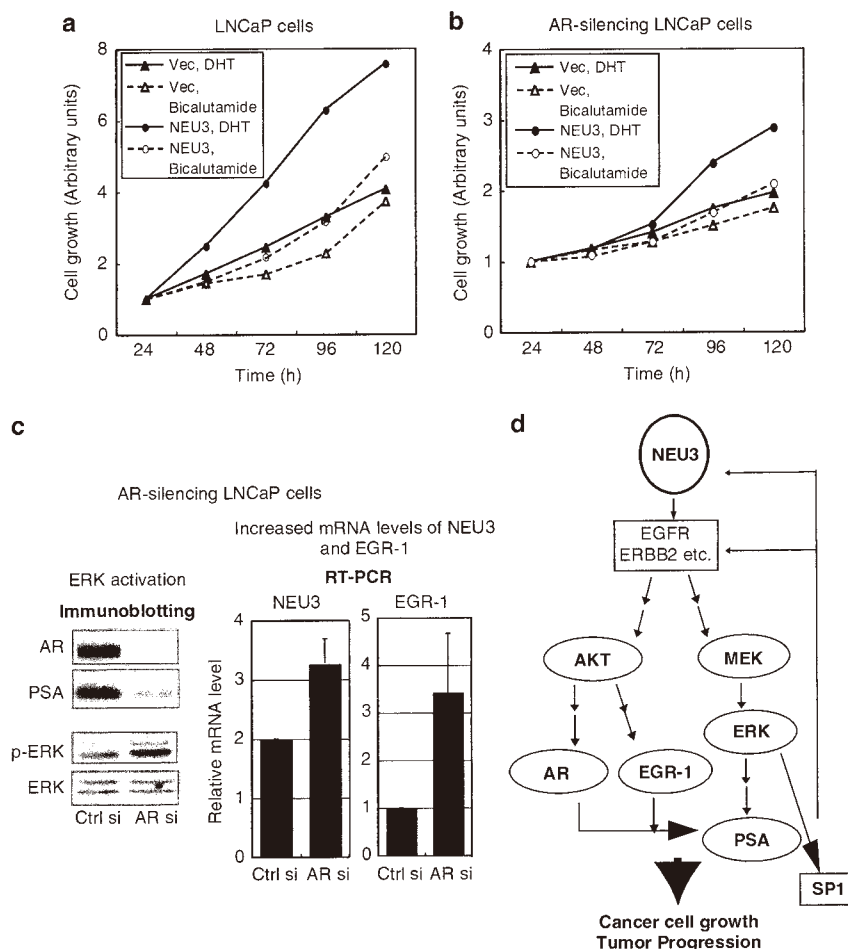 a
LNCaP cells
Cell growth (Arbitrary units)
8
6
4
2
0
Vec, DHT
Vec,
Bicalutamide
NEU3, DHT
NEU3,
Bicalutamide
24 48 72 96 120
Time (h)
b
AR-silencing LNCaP cells
Cell growth (Arbitrary units)
4
3
2
1
0
Vec, DHT
Vec,
Bicalutamide
NEU3, DHT
NEU3,
Bicalutamide
24 48 72 96 120
Time (h)
c
AR-silencing LNCaP cells
Increased mRNA levels of NEU3
and EGR-1
ERK activation
Immunoblotting
AR
PSA
p-ERK
ERK
Ctrl si AR si
RT-PCR
NEU3
Relative mRNA level
4
3
2
1
0
Ctrl si AR si
EGR-1
5
4
3
2
1
0
Ctrl si AR si
d
NEU3
EGFR
ERBB2 etc.
AKT
MEK
ERK
AR
EGR-1
PSA
SP1
Cancer cell growth
Tumor Progression